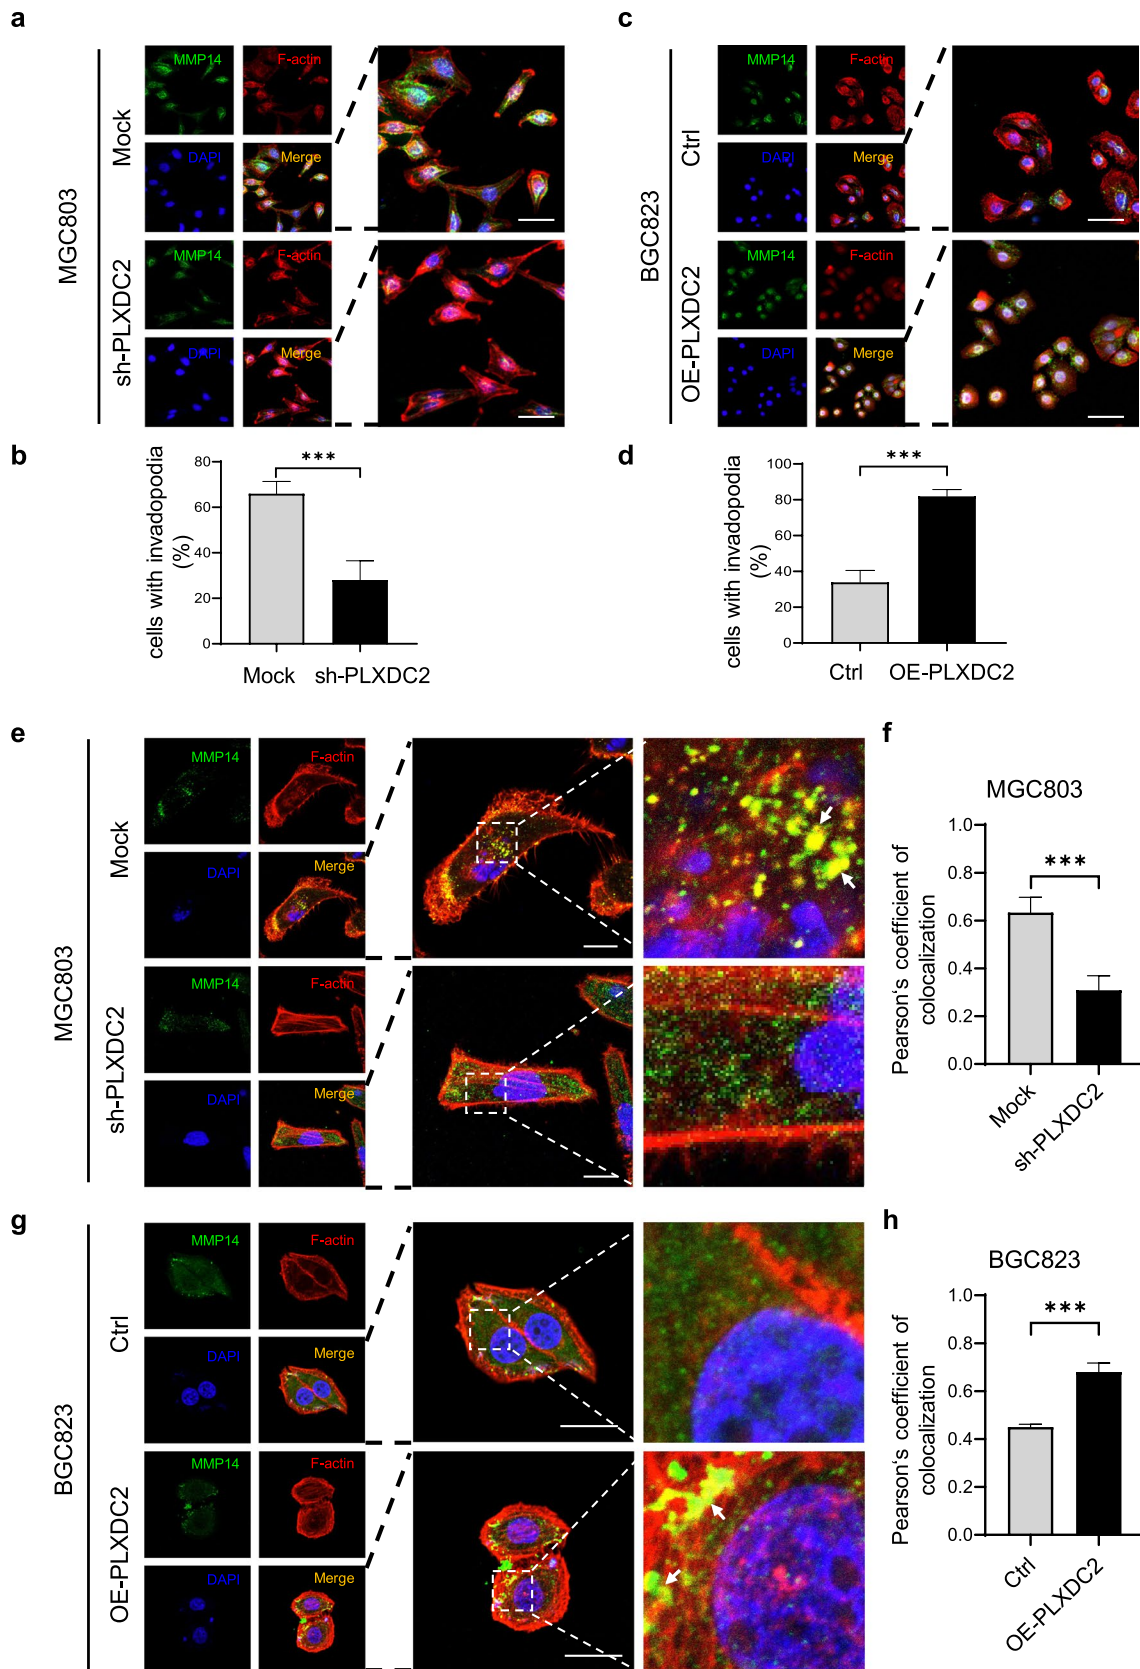 a
MGC803
Mock
MMP14
F-actin
DAPI
Merge
sh-PLXDC2
MMP14
F-actin
DAPI
Merge
c
BGC823
Ctrl
MMP14
F-actin
DAPI
Merge
OE-PLXDC2
MMP14
F-actin
DAPI
Merge
b
cells with invadopodia
(%)
80
60
40
20
0
***
Mock
sh-PLXDC2
d
cells with invadopodia
(%)
100
80
60
40
20
0
***
Ctrl
OE-PLXDC2
e
MGC803
Mock
MMP14
F-actin
DAPI
Merge
sh-PLXDC2
MMP14
F-actin
DAPI
Merge
f
MGC803
Pearson's coefficient of
colocalization
1.0
0.8
0.6
0.4
0.2
0.0
***
Mock
sh-PLXDC2
g
BGC823
Ctrl
MMP14
F-actin
DAPI
Merge
OE-PLXDC2
MMP14
F-actin
DAPI
Merge
h
BGC823
Pearson's coefficient of
colocalization
1.0
0.8
0.6
0.4
0.2
0.0
***
Ctrl
OE-PLXDC2